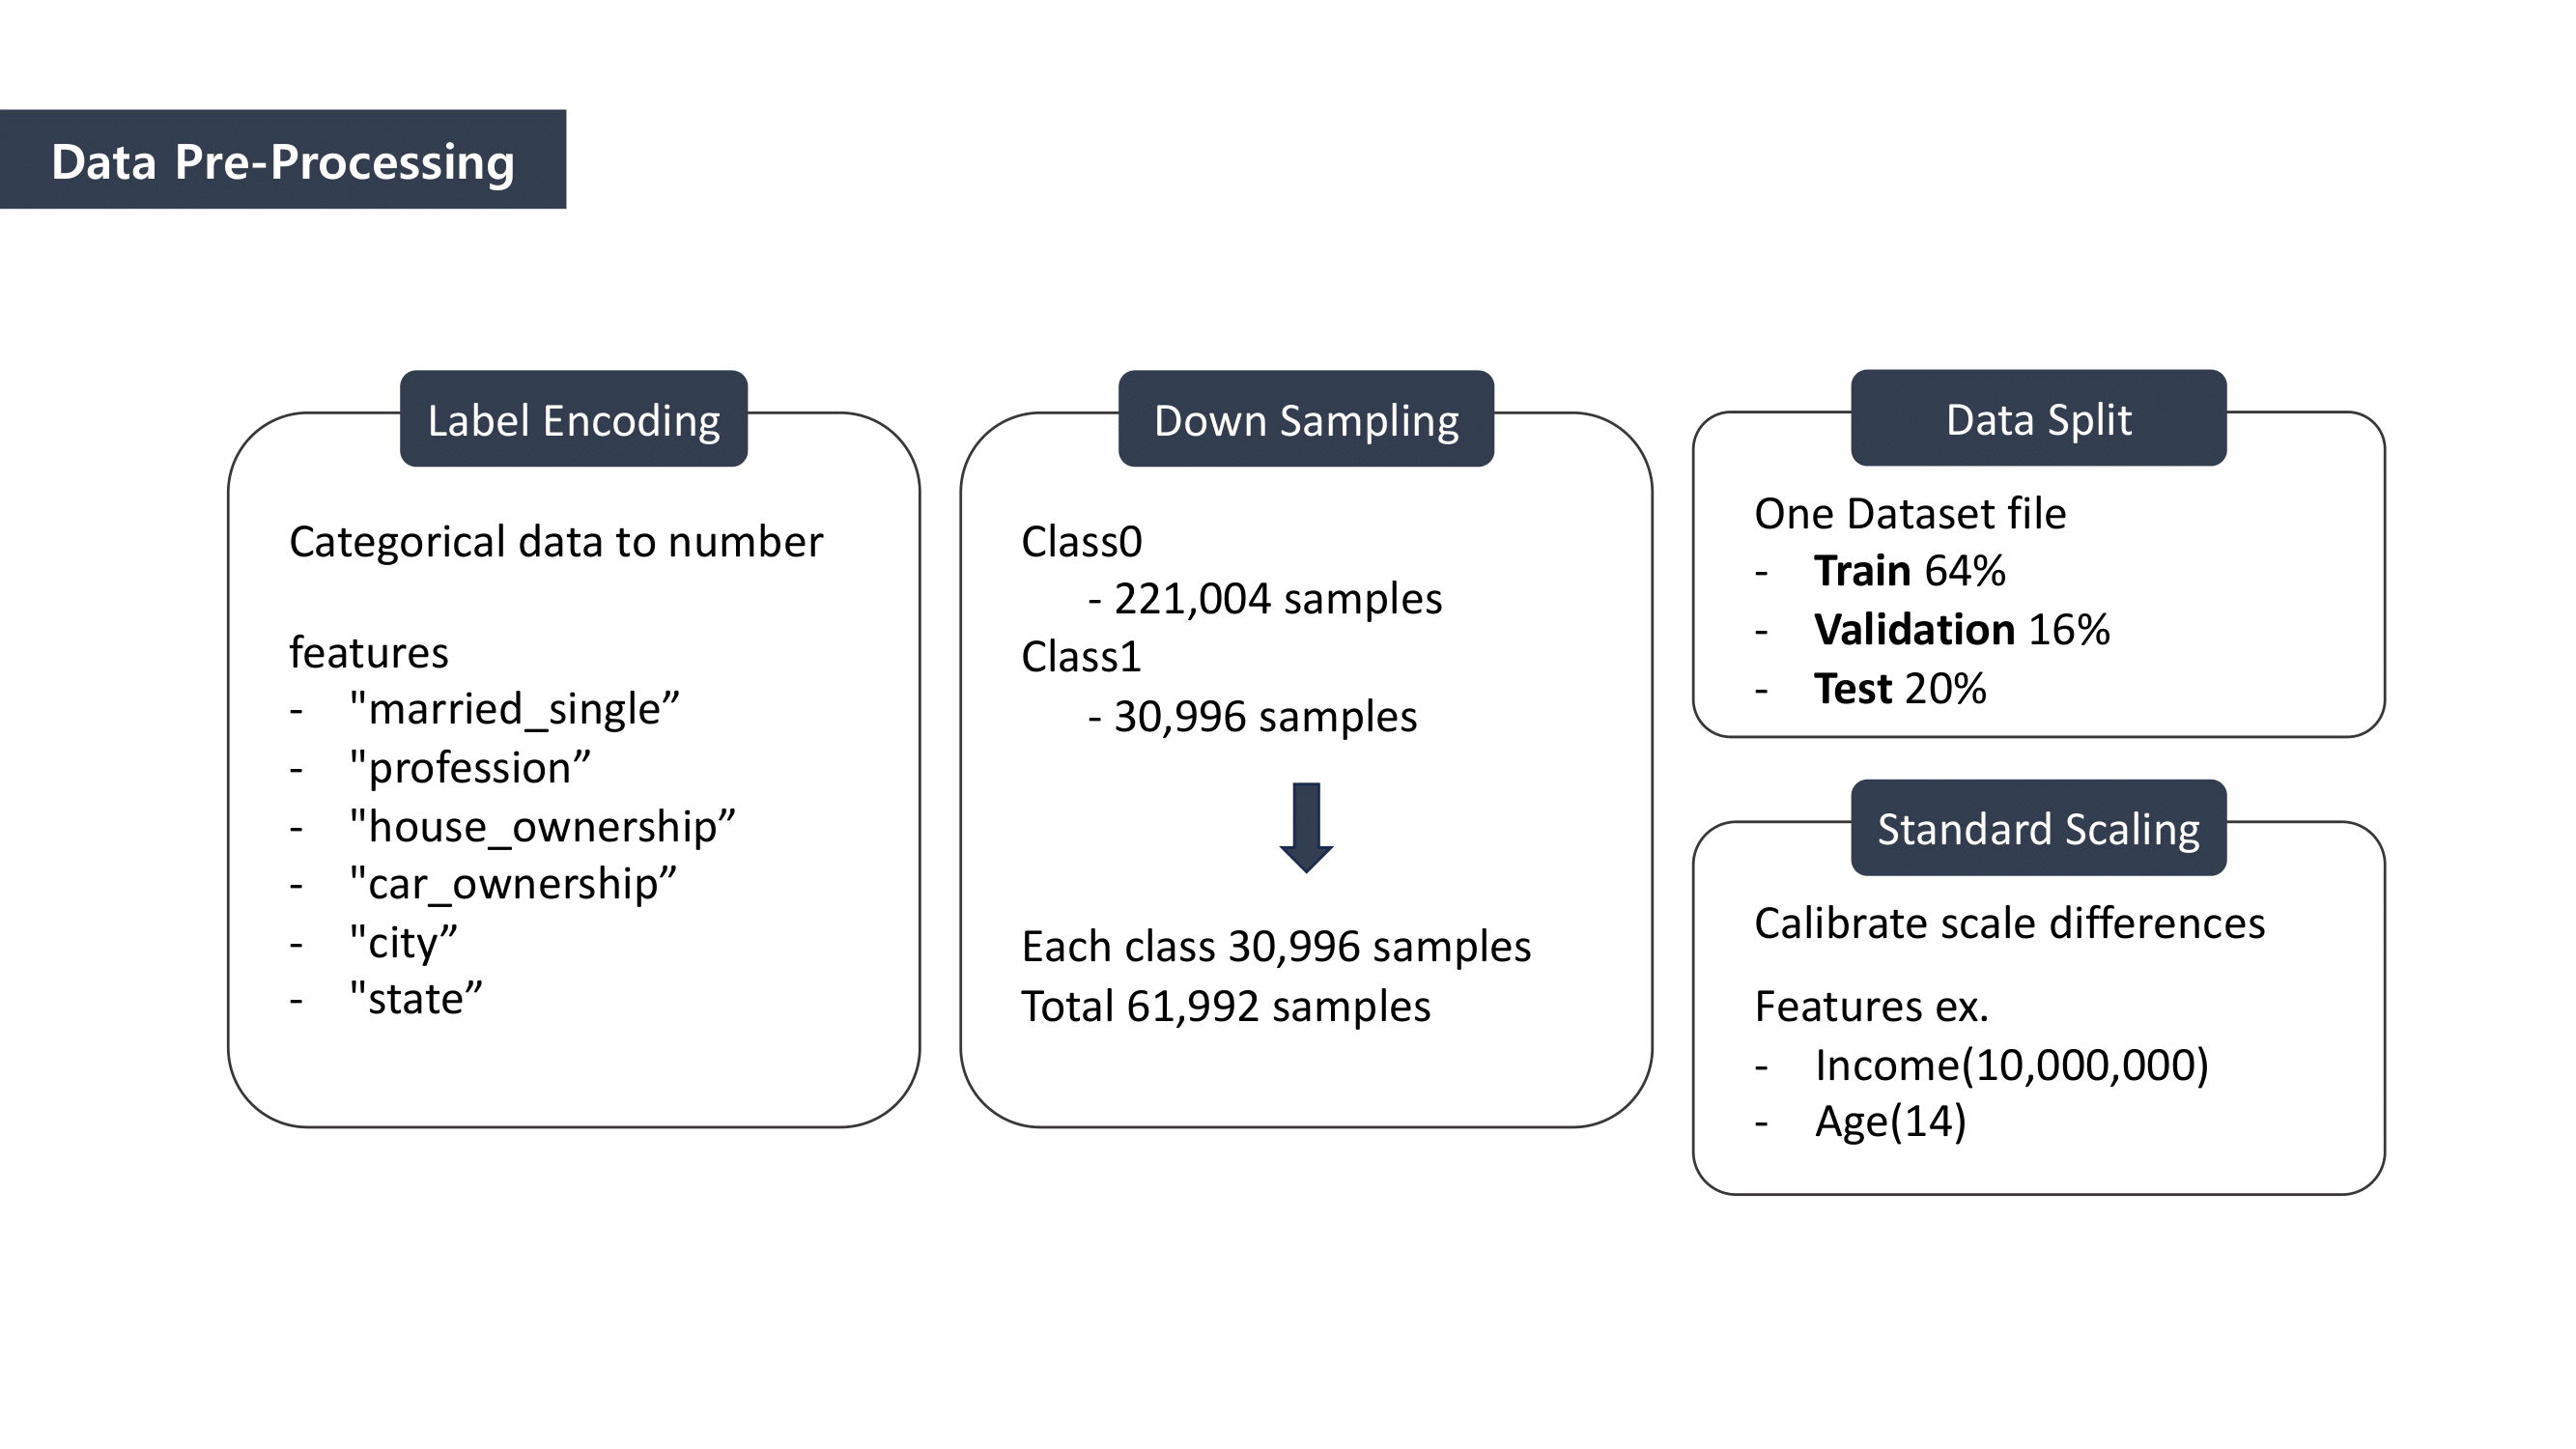 Data Pre-Processing
Label Encoding
Categorical data to number
features
- "married_single”
- "profession”
- "house_ownership”
- "car_ownership”
- "city”
- "state”
Down Sampling
Class0
- 221,004 samples
Class1
- 30,996 samples
Each class 30,996 samples
Total 61,992 samples
Data Split
One Dataset file
- Train 64%
- Validation 16%
- Test 20%
Standard Scaling
Calibrate scale differences
Features ex.
- Income(10,000,000)
- Age(14)